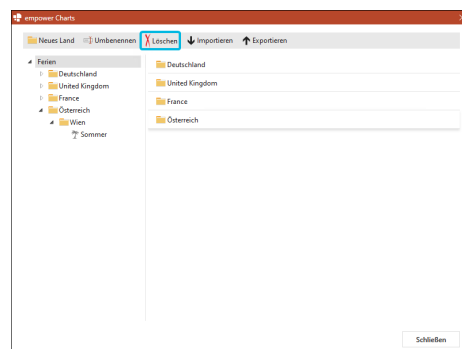 empower Charts
Neues Land Umbenennen Löschen Importieren Exportieren
Ferien
Deutschland
United Kingdom
France
Österreich
Wien
Sommer
Deutschland
United Kingdom
France
Österreich
Schließen